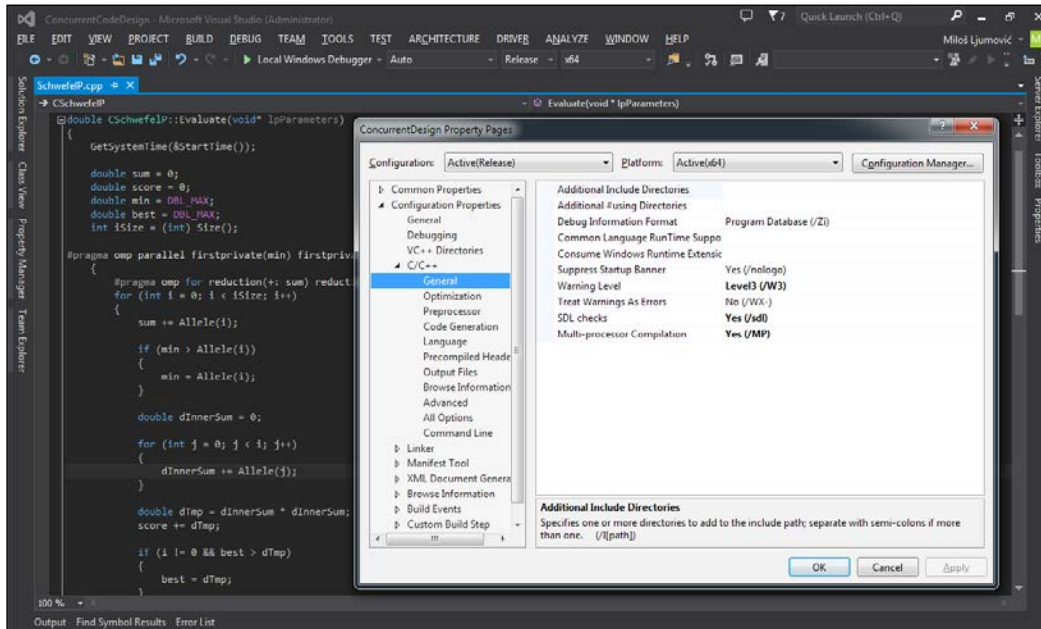 ConcurrentCodeDesign - Microsoft Visual Studio (Administrator)
7
Quick Launch (Ctrl+Q)
FILE EDIT VIEW PROJECT BUILD DEBUG TEAM TOOLS TEST ARCHITECTURE DRIVER ANALYZE WINDOW HELP
Miloš Ljumović
M
Local Windows Debugger
Auto
Release
x64
Solution Explorer
Class View
Property Manager
Team Explorer
SchwefelP.cpp
CSchwefelP
Evaluate(void * lpParameters)
double CSchwefelP::Evaluate(void* lpParameters)
{
GetSystemTime(&StartTime());
double sum = 0;
double score = 0;
double min = DBL_MAX;
double best = DBL_MAX;
int iSize = (int) Size();
#pragma omp parallel firstprivate(min) firstpriv
{
#pragma omp for reduction(+: sum) reduct
for (int i = 0; i < iSize; i++)
{
sum += Allele(i);
if (min > Allele(i))
{
min = Allele(i);
}
double dInnerSum = 0;
for (int j = 0; j < i; j++)
{
dInnerSum += Allele(j);
}
double dTmp = dInnerSum * dInnerSum;
score += dTmp;
if (i != 0 && best > dTmp)
{
best = dTmp;
}
100 %
Output Find Symbol Results Error List
ConcurrentDesign Property Pages
Configuration: Active(Release)
Platform: Active(x64)
Configuration Manager...
Common Properties
Configuration Properties
General
Debugging
VC++ Directories
C/C++
General
Optimization
Preprocessor
Code Generation
Language
Precompiled Heade
Output Files
Browse Information
Advanced
All Options
Command Line
Linker
Manifest Tool
XML Document Genera
Browse Information
Build Events
Custom Build Step
Additional Include Directories
Additional #using Directories
Debug Information Format Program Database (/Zi)
Common Language RunTime Suppo
Consume Windows Runtime Extensic
Suppress Startup Banner Yes (/nologo)
Warning Level Level3 (/W3)
Treat Warnings As Errors No (/WX-)
SDL checks Yes (/sdl)
Multi-processor Compilation Yes (/MP)
Additional Include Directories
Specifies one or more directories to add to the include path; separate with semi-colons if more
than one. (/I[path])
OK
Cancel
Apply
Server Explorer
Toolbox
Properties